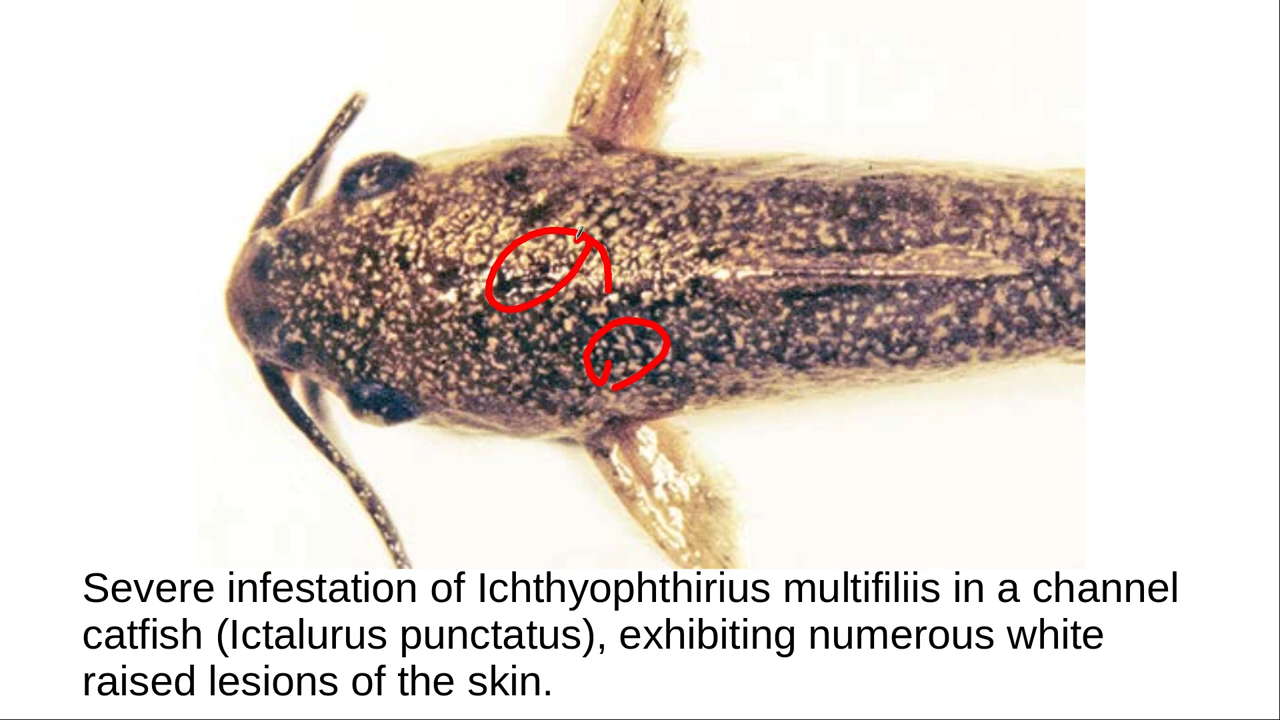 Severe infestation of Ichthyophthirius multifiliis in a channel
catfish (Ictalurus punctatus), exhibiting numerous white
raised lesions of the skin.